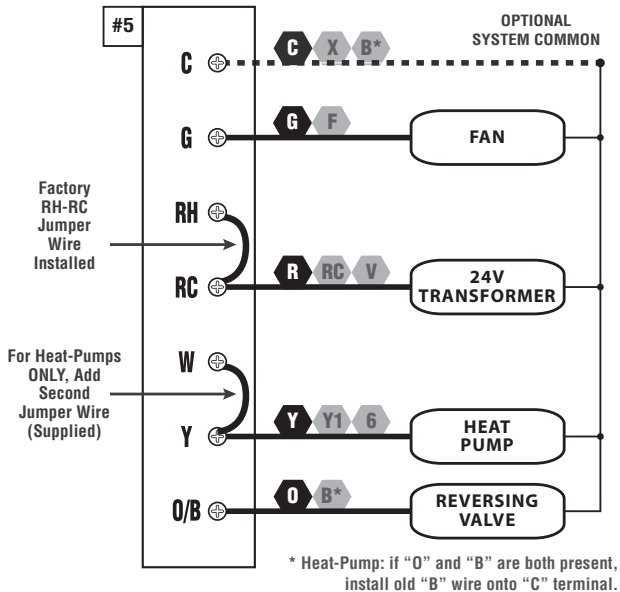 #5
OPTIONAL
SYSTEM COMMON
C
C X B*
G
G F
FAN
Factory
RH-RC
Jumper
Wire
Installed
RH
RC
R RC V
24V
TRANSFORMER
For Heat-Pumps
ONLY, Add
Second
Jumper Wire
(Supplied)
W
Y
Y Y1 6
HEAT
PUMP
O/B
O B*
REVERSING
VALVE
* Heat-Pump: if “O” and “B” are both present,
install old “B” wire onto “C” terminal.